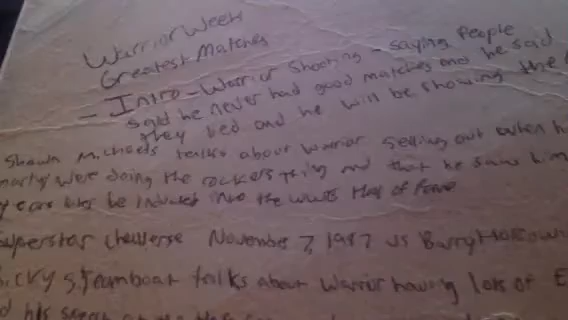 Warrior Week
Greatest Matches
- Intro - Warrior Shooting - saying people
said he never had good matches and he said
they lied and he will be showing the
Shawn Michaels talks about Warrior Selling out when h
marty were doing the rockers thing and that he saw him
years later be inducted into the WWE Hall of Fame
Superstar challenge November 7, 1987 vs Barry Horowitz
Ricky Steamboat talks about Warrior having lots of E
d his